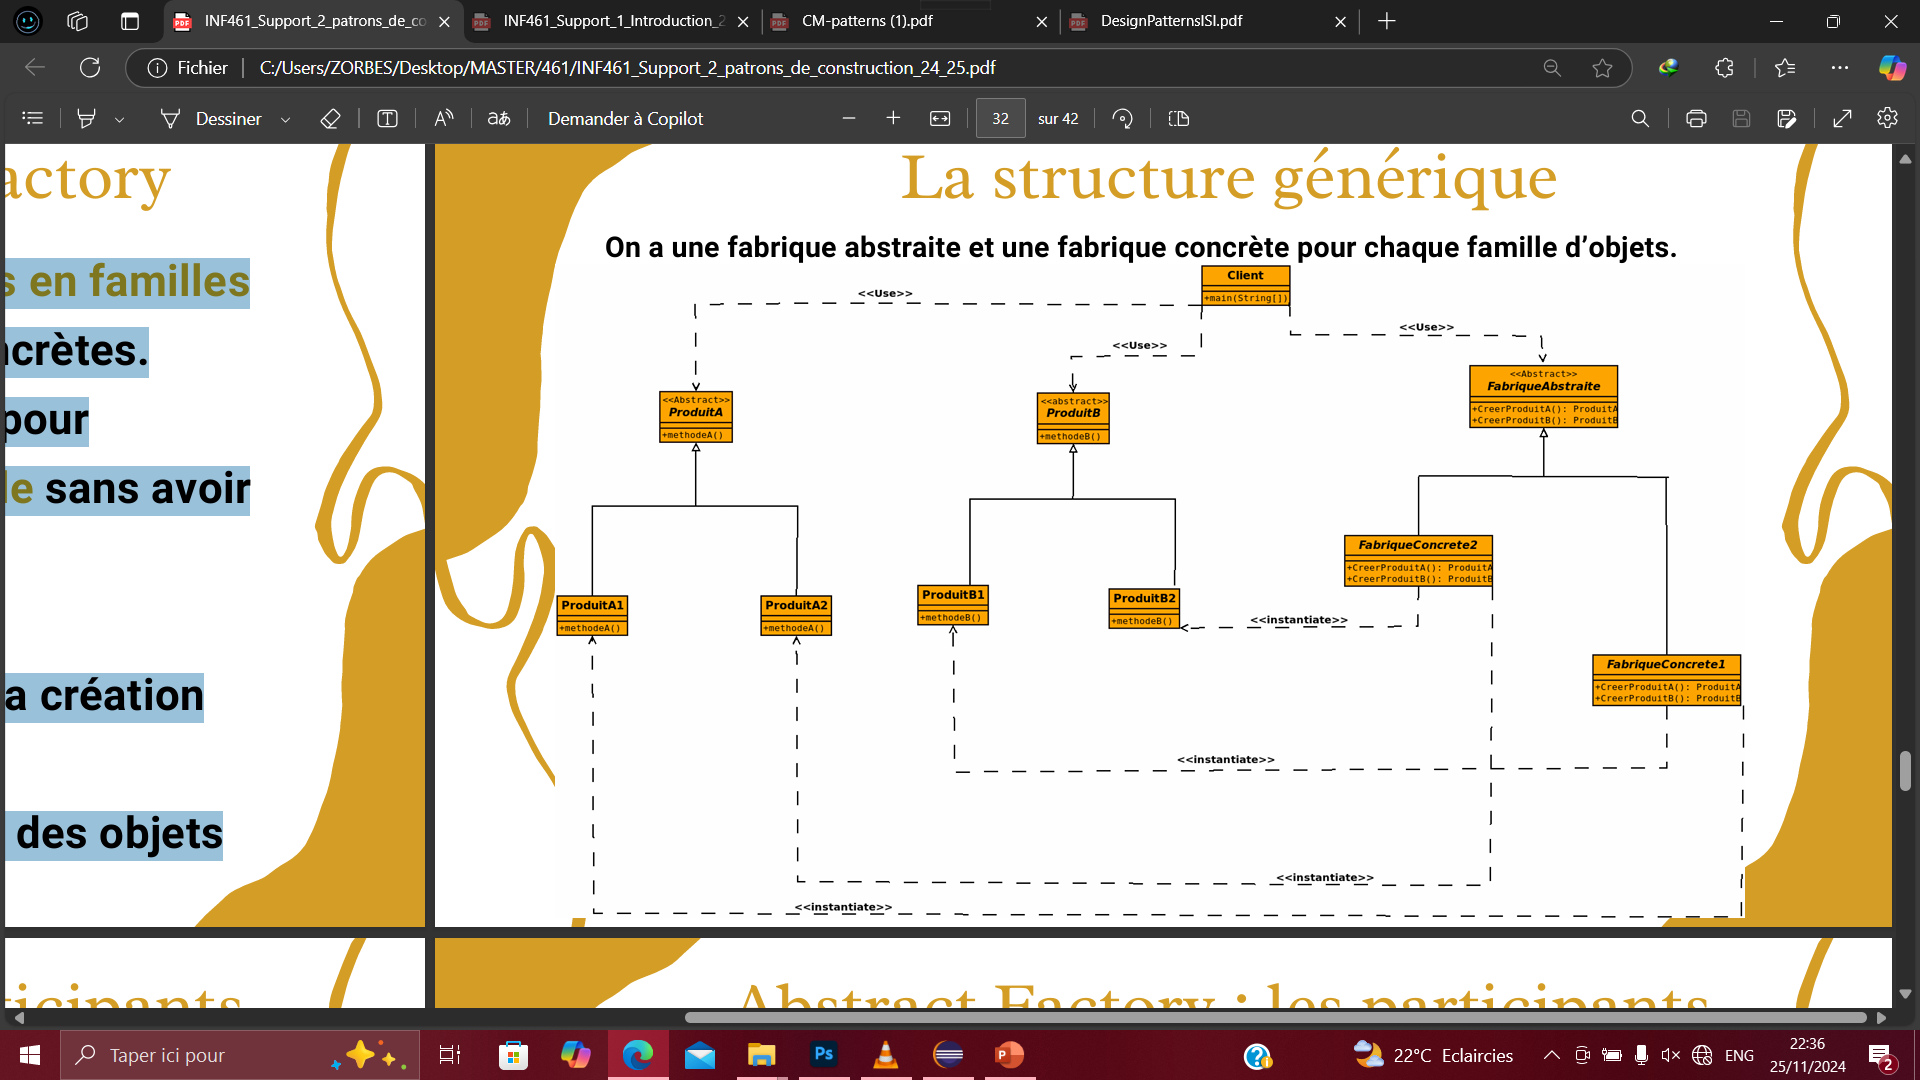 INF461_Support_2_patrons_de_co
INF461_Support_1_Introduction_2
CM-patterns (1).pdf
DesignPatternsISI.pdf
Fichier
C:/Users/ZORBES/Desktop/MASTER/461/INF461_Support_2_patrons_de_construction_24_25.pdf
Dessiner
Demander à Copilot
32
sur 42
actory
s en familles
crètes.
pour
le sans avoir
a création
des objets
La structure générique
On a une fabrique abstraite et une fabrique concrète pour chaque famille d’objets.
Client
+main(String[])
<<Use>>
<<Use>>
<<Use>>
<<Abstract>>
ProduitA
+methodeA()
<<abstract>>
ProduitB
+methodeB()
<<Abstract>>
FabriqueAbstraite
+CreerProduitA(): ProduitA
+CreerProduitB(): ProduitB
FabriqueConcrete2
+CreerProduitA(): ProduitA
+CreerProduitB(): ProduitB
ProduitA1
+methodeA()
ProduitA2
+methodeA()
ProduitB1
+methodeB()
ProduitB2
+methodeB()
<<instantiate>>
FabriqueConcrete1
+CreerProduitA(): ProduitA
+CreerProduitB(): ProduitB
<<instantiate>>
<<instantiate>>
<<instantiate>>
ticipants
Abstract Factory : les participants
Taper ici pour
22°C Eclaircies
ENG
22:36
25/11/2024
2